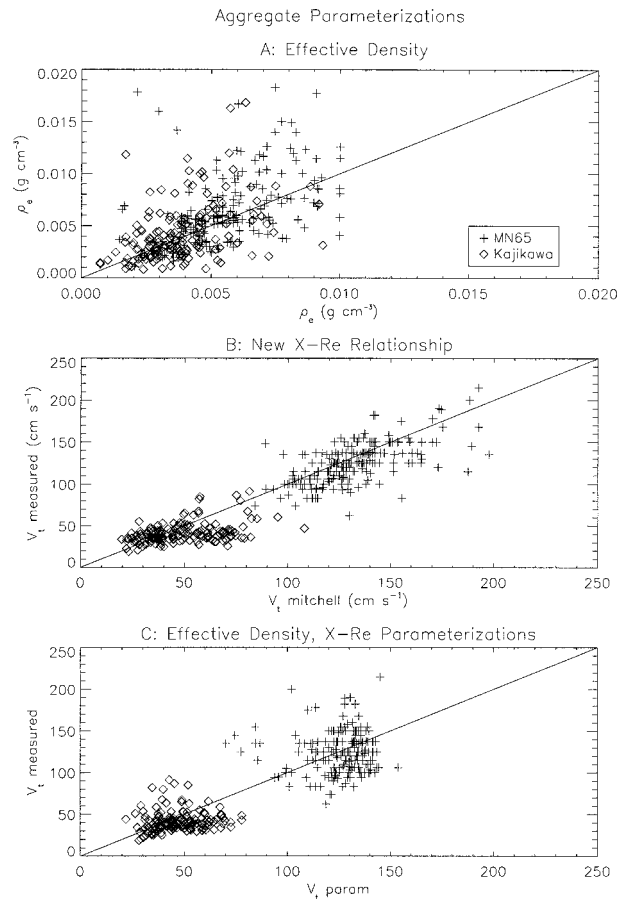 Aggregate Parameterizations
A: Effective Density
0.020
0.015
0.010
0.005
0.000
ρe (g cm⁻³)
+ MN65
◇ Kajikawa
0.000 0.005 0.010 0.015 0.020
ρe (g cm⁻³)
B: New X-Re Relationship
250
200
150
100
50
0
Vt measured (cm s⁻¹)
0 50 100 150 200 250
Vt mitchell (cm s⁻¹)
C: Effective Density, X-Re Parameterizations
250
200
150
100
50
0
Vt measured
0 50 100 150 200 250
Vt param